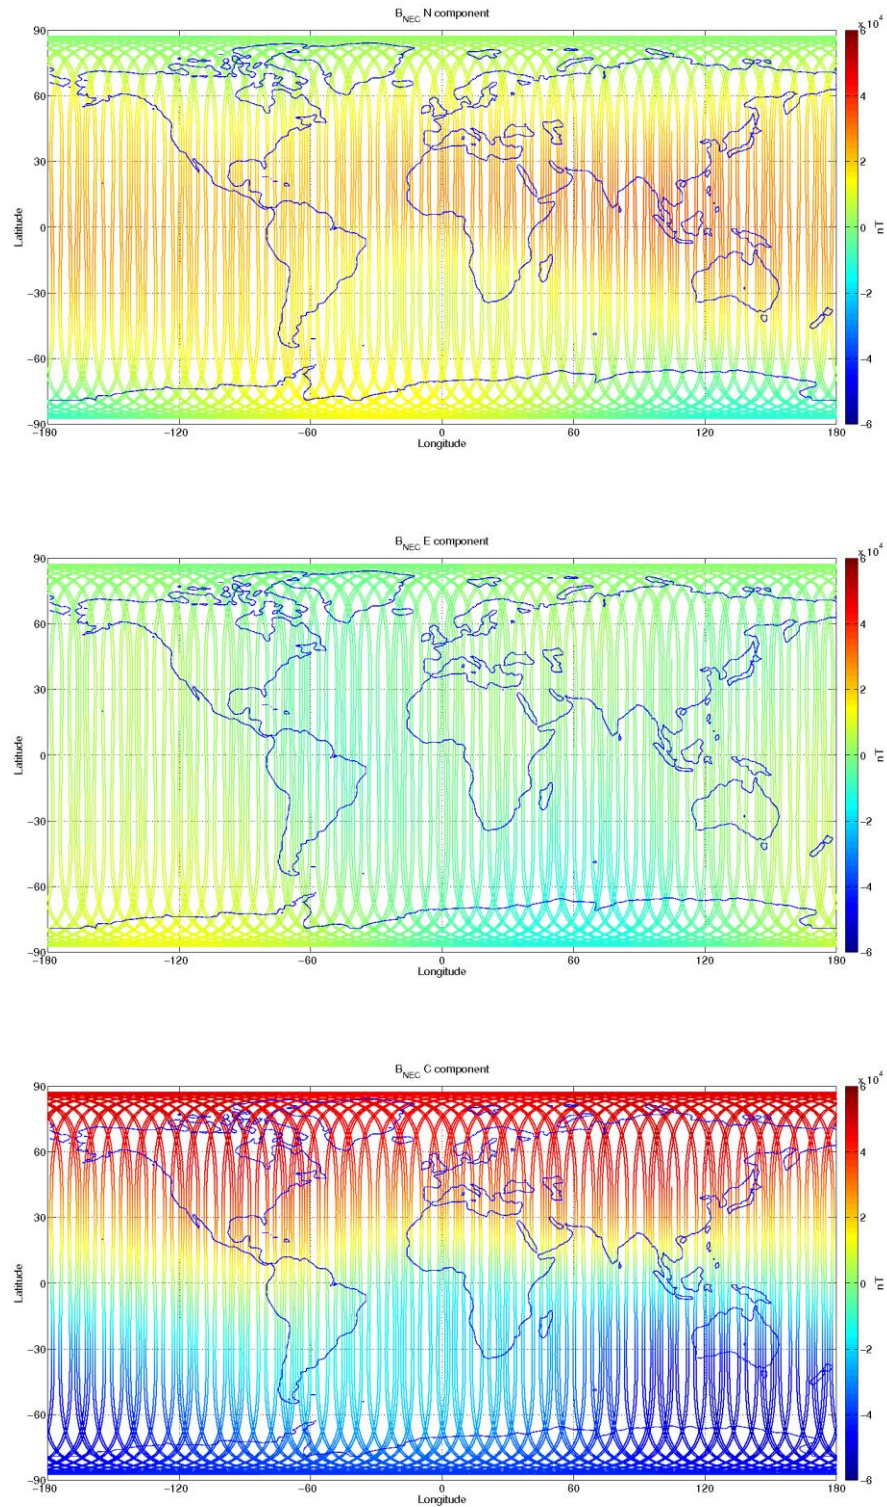 B_NEC N component
x 10^4
90
60
30
0
−30
−60
−90
Latitude
−180 −120 −60 0 60 120 180
Longitude
6
4
2
0
−2
−4
−6
nT
B_NEC E component
x 10^4
90
60
30
0
−30
−60
−90
Latitude
−180 −120 −60 0 60 120 180
Longitude
6
4
2
0
−2
−4
−6
nT
B_NEC C component
x 10^4
90
60
30
0
−30
−60
−90
Latitude
−180 −120 −60 0 60 120 180
Longitude
6
4
2
0
−2
−4
−6
nT